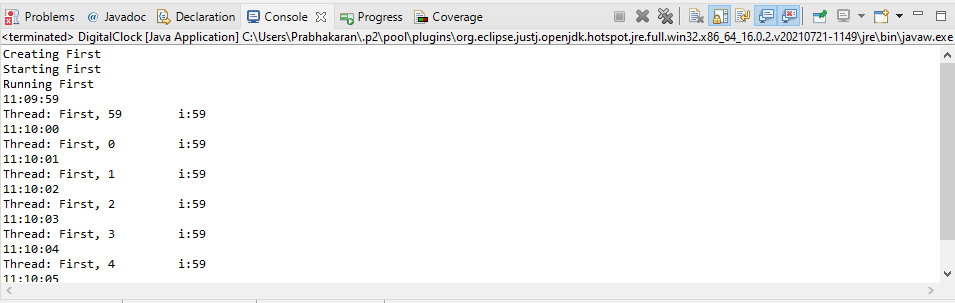 Problems @ Javadoc Declaration Console Progress Coverage
<terminated> DigitalClock [Java Application] C:\Users\Prabhakaran\.p2\pool\plugins\org.eclipse.justj.openjdk.hotspot.jre.full.win32.x86_64_16.0.2.v20210721-1149\jre\bin\javaw.exe
Creating First
Starting First
Running First
11:09:59
Thread: First, 59 i:59
11:10:00
Thread: First, 0 i:59
11:10:01
Thread: First, 1 i:59
11:10:02
Thread: First, 2 i:59
11:10:03
Thread: First, 3 i:59
11:10:04
Thread: First, 4 i:59
11:10:05